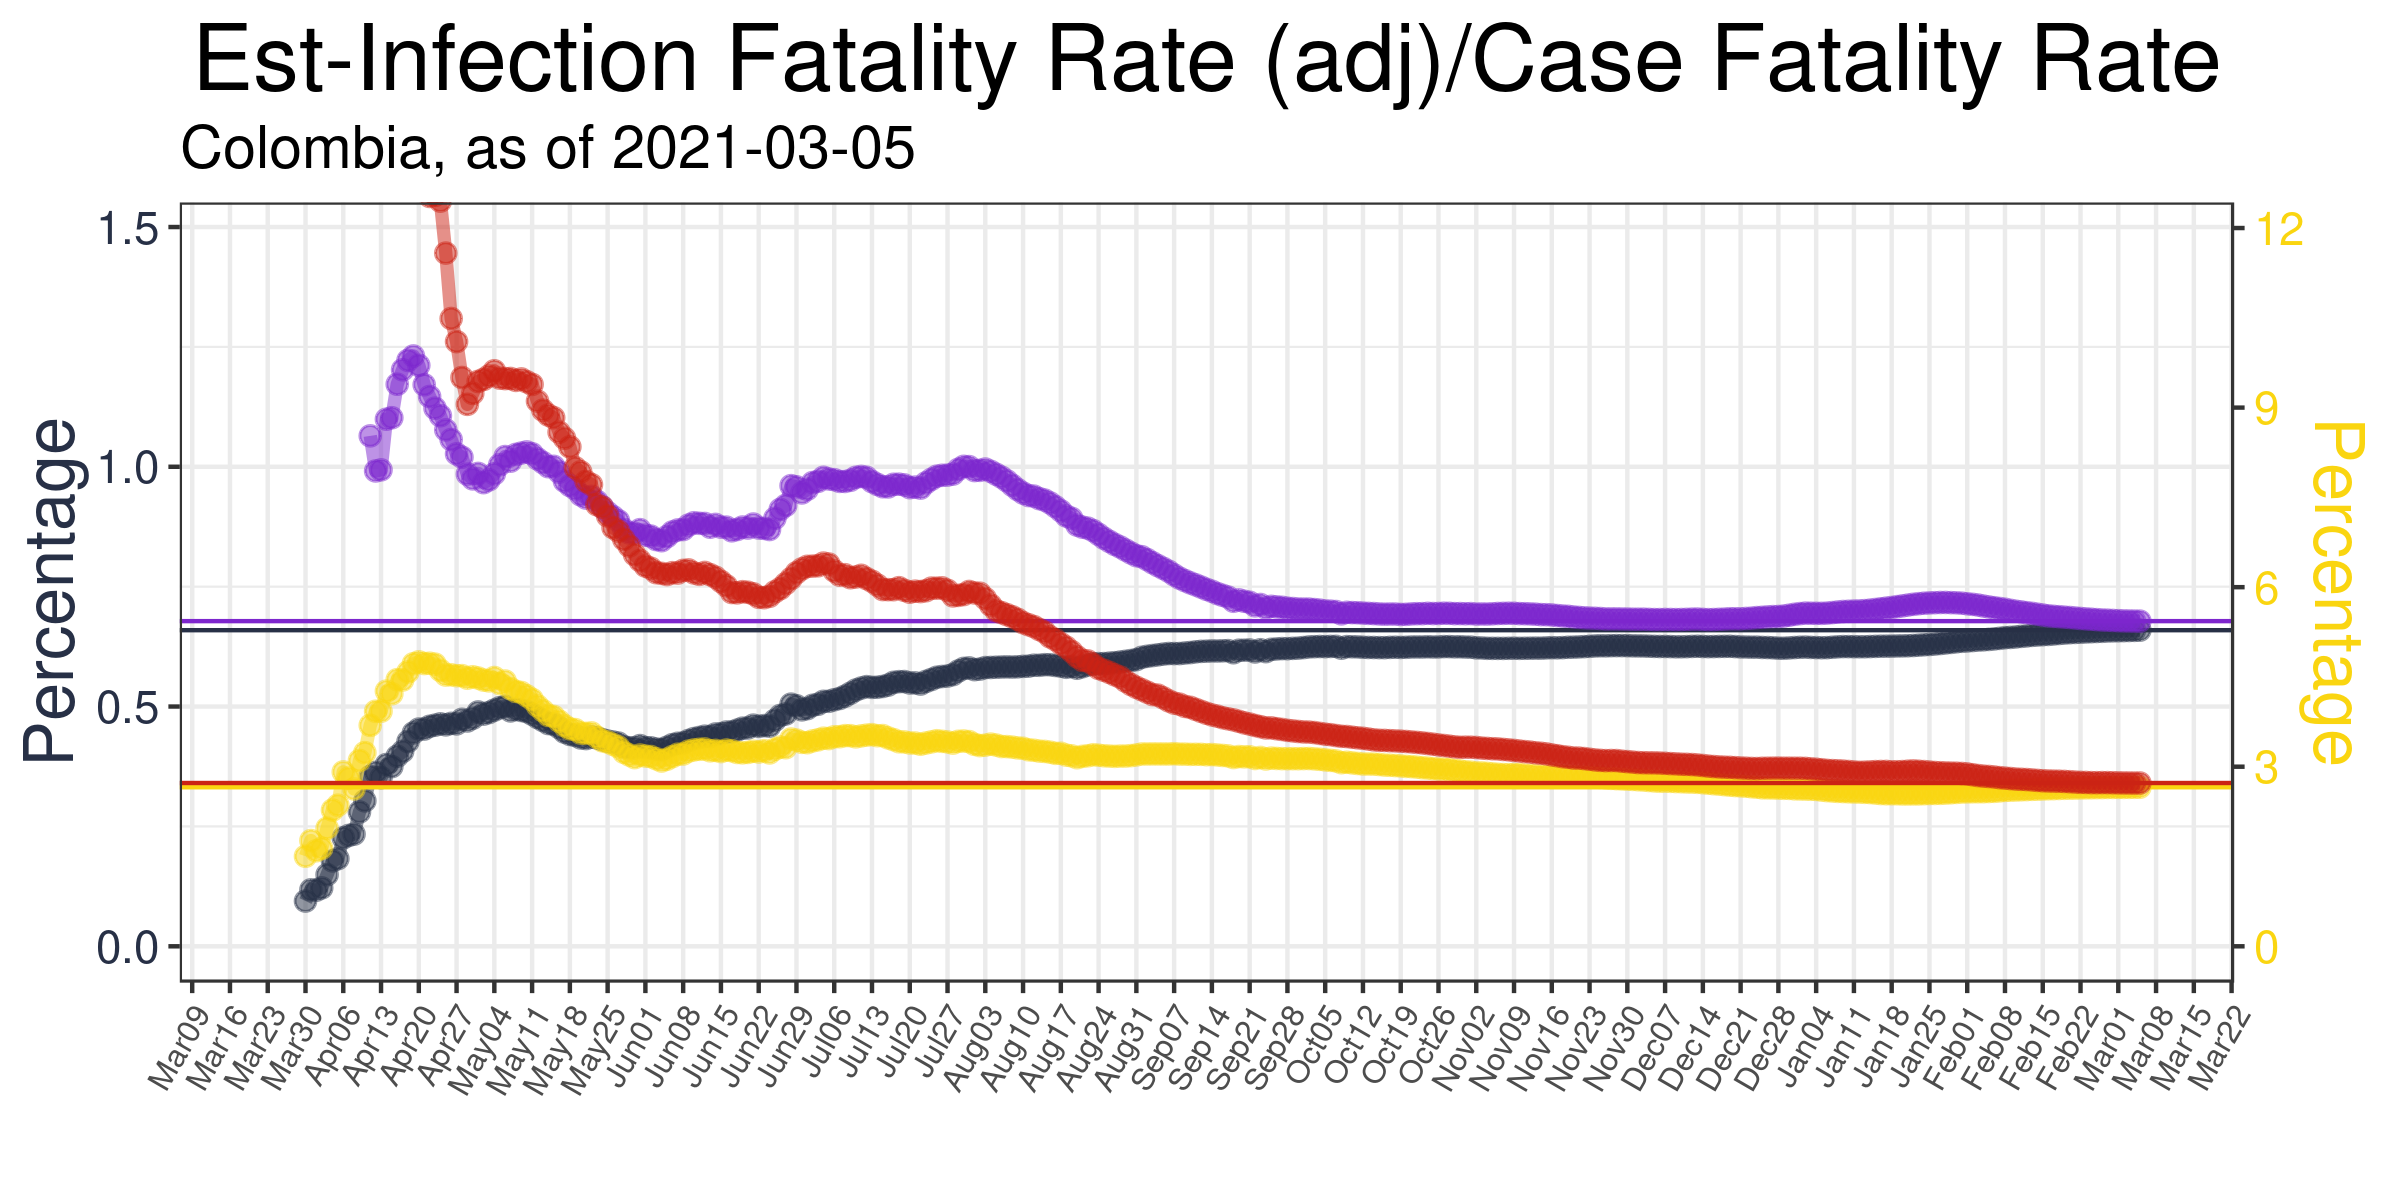 Est-Infection Fatality Rate (adj)/Case Fatality Rate
Colombia, as of 2021-03-05
Percentage
1.5
1.0
0.5
0.0
12
9
6
3
0
Percentage
Mar09 Mar16 Mar23 Mar30 Apr06 Apr13 Apr20 Apr27 May04 May11 May18 May25 Jun01 Jun08 Jun15 Jun22 Jun29 Jul06 Jul13 Jul20 Jul27 Aug03 Aug10 Aug17 Aug24 Aug31 Sep07 Sep14 Sep21 Sep28 Oct05 Oct12 Oct19 Oct26 Nov02 Nov09 Nov16 Nov23 Nov30 Dec07 Dec14 Dec21 Dec28 Jan04 Jan11 Jan18 Jan25 Feb01 Feb08 Feb15 Feb22 Mar01 Mar08 Mar15 Mar22